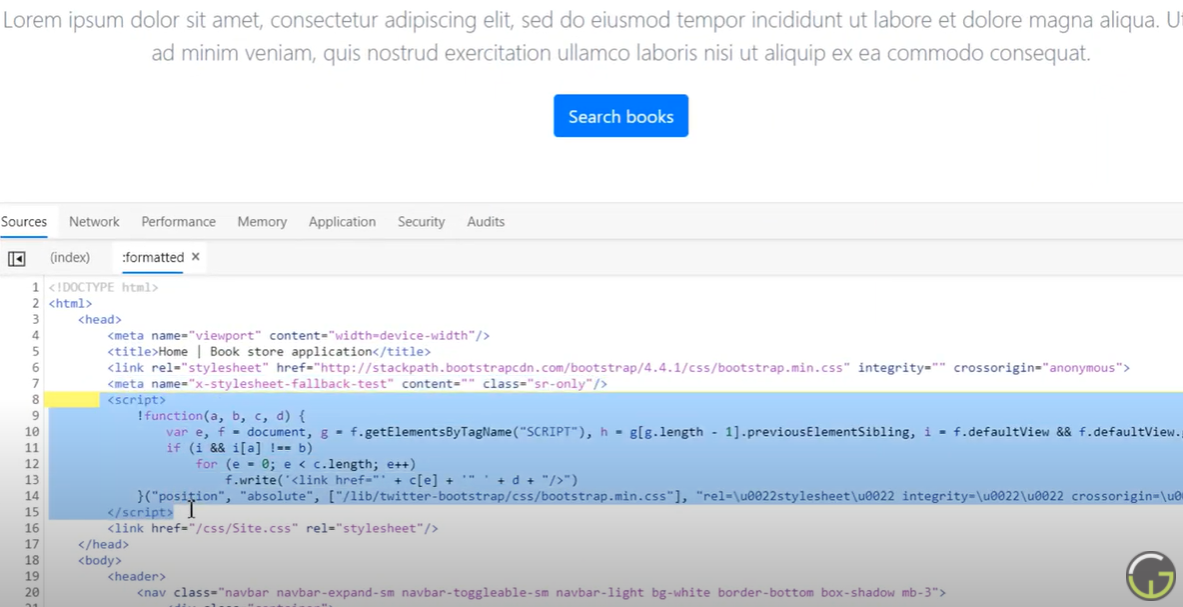 Lorem ipsum dolor sit amet, consectetur adipiscing elit, sed do eiusmod tempor incididunt ut labore et dolore magna aliqua. Ut
ad minim veniam, quis nostrud exercitation ullamco laboris nisi ut aliquip ex ea commodo consequat.
Search books
Sources Network Performance Memory Application Security Audits
(index) :formatted ×
1 <!DOCTYPE html>
2 <html>
3 <head>
4 <meta name="viewport" content="width=device-width"/>
5 <title>Home | Book store application</title>
6 <link rel="stylesheet" href="http://stackpath.bootstrapcdn.com/bootstrap/4.4.1/css/bootstrap.min.css" integrity="" crossorigin="anonymous">
7 <meta name="x-stylesheet-fallback-test" content="" class="sr-only"/>
8 <script>
9 !function(a, b, c, d) {
10 var e, f = document, g = f.getElementsByTagName("SCRIPT"), h = g[g.length - 1].previousElementSibling, i = f.defaultView && f.defaultView.
11 if (i && i[a] !== b)
12 for (e = 0; e < c.length; e++)
13 f.write('<link href="' + c[e] + '" ' + d + "/>")
14 }("position", "absolute", ["/lib/twitter-bootstrap/css/bootstrap.min.css"], "rel=\u0022stylesheet\u0022 integrity=\u0022\u0022 crossorigin=\u0
15 </script>
16 <link href="/css/Site.css" rel="stylesheet"/>
17 </head>
18 <body>
19 <header>
20 <nav class="navbar navbar-expand-sm navbar-toggleable-sm navbar-light bg-white border-bottom box-shadow mb-3">